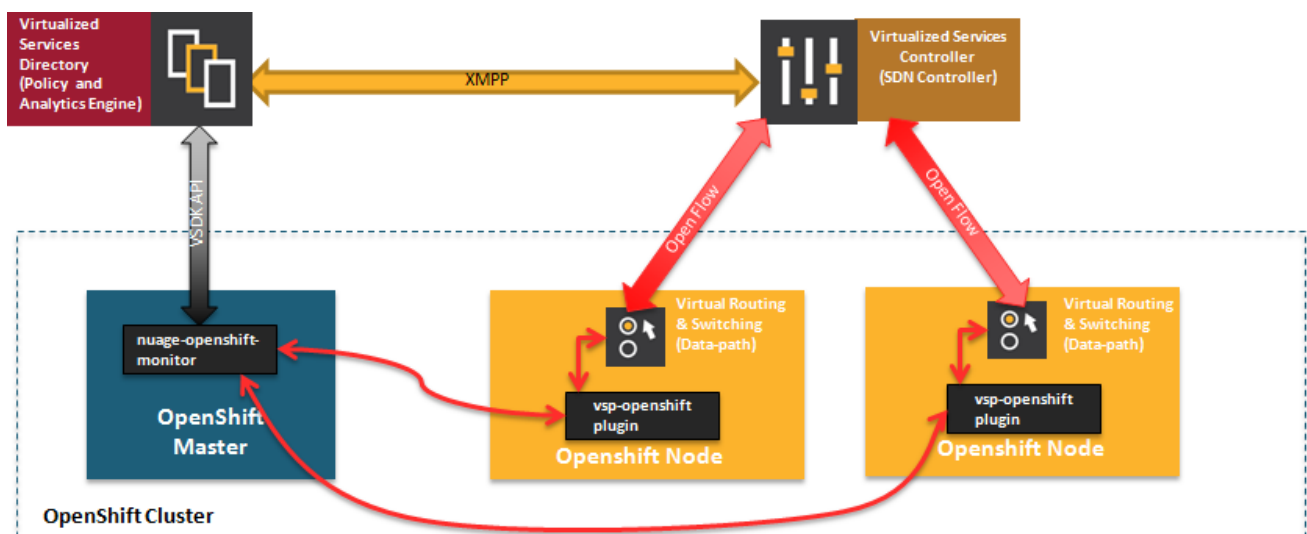 Virtualized
Services
Directory
(Policy and
Analytics Engine)
XMPP
Virtualized Services
Controller
(SDN Controller)
VSDK API
Open Flow
Open Flow
nuage-openshift-
monitor
OpenShift
Master
Virtual Routing
& Switching
(Data-path)
vsp-openshift
plugin
Openshift Node
Virtual Routing
& Switching
(Data-path)
vsp-openshift
plugin
Openshift Node
OpenShift Cluster